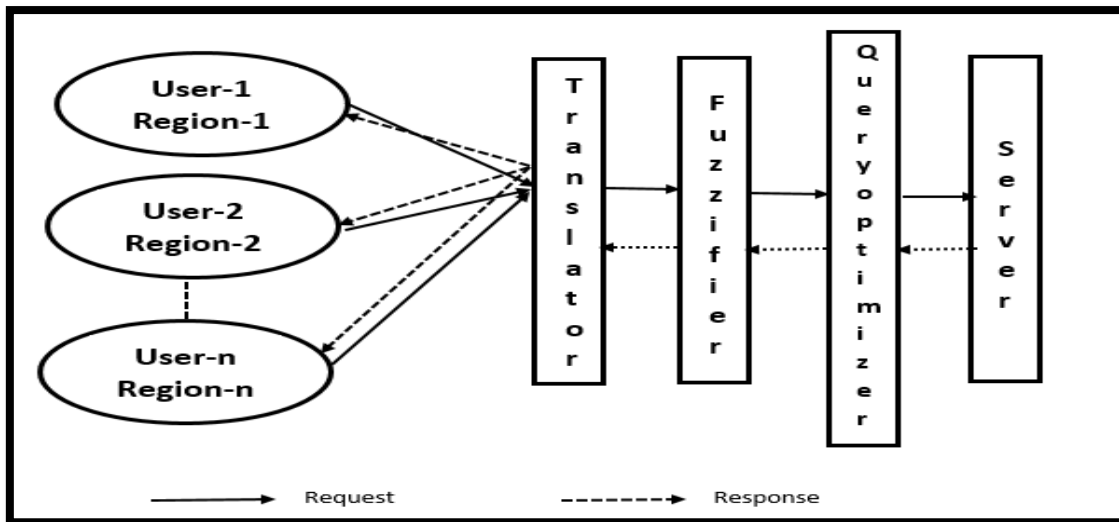 User-1
Region-1
User-2
Region-2
User-n
Region-n
Translator
Fuzzifier
Queryoptimizer
Server
Request
Response